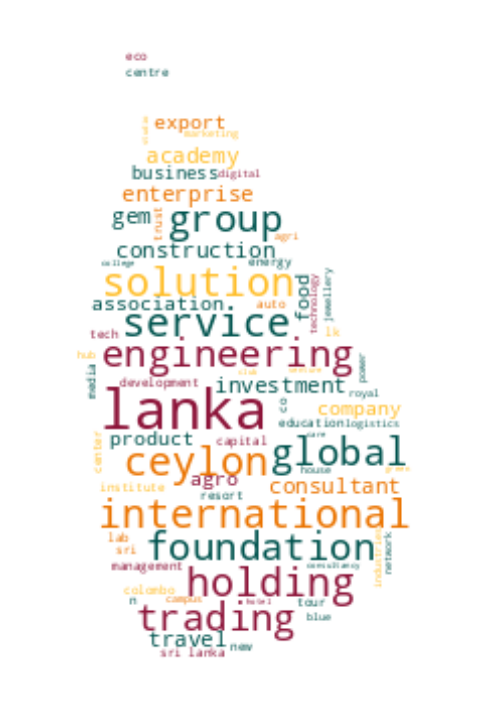 eco
centre
export
marketing
academy
business digital
enterprise
gem group
trust
agri
construction
college energy
solution
food
technology
jewellery
association auto
service
tech lk
engineering
hub
media
club
power
development investment
royal
lanka
co
company
education logistics
product capital care
center
ceylon global
house
agro
institute consultant
resort
international
lab
sri foundation
industries
network
management consultancy
holding
colombo
n campus hotel tour
trading blue
travel new
sri lanka